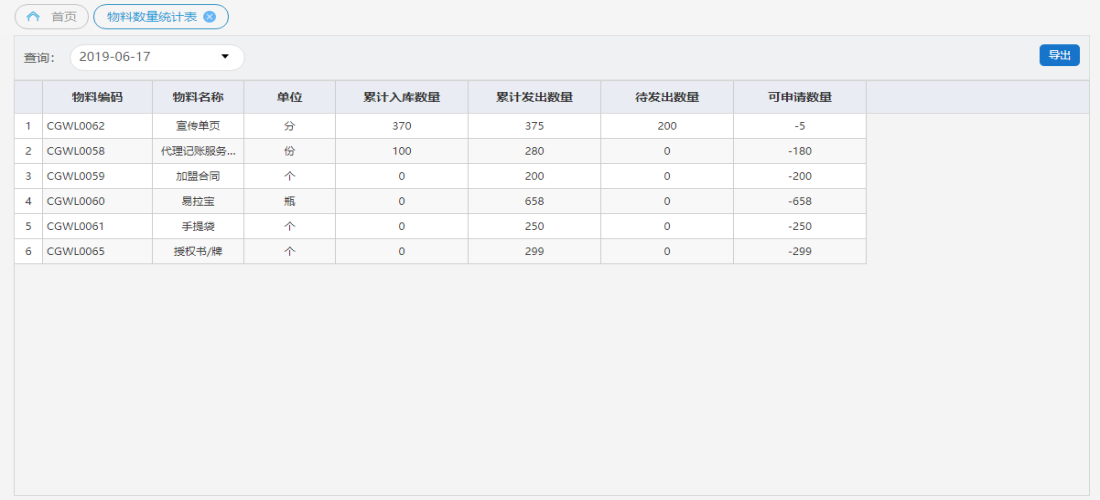 首页 物料数量统计表
查询： 2019-06-17 导出
物料编码 物料名称 单位 累计入库数量 累计发出数量 待发出数量 可申请数量
1 CGWL0062 宣传单页 分 370 375 200 -5
2 CGWL0058 代理记账服务... 份 100 280 0 -180
3 CGWL0059 加盟合同 个 0 200 0 -200
4 CGWL0060 易拉宝 瓶 0 658 0 -658
5 CGWL0061 手提袋 个 0 250 0 -250
6 CGWL0065 授权书/牌 个 0 299 0 -299